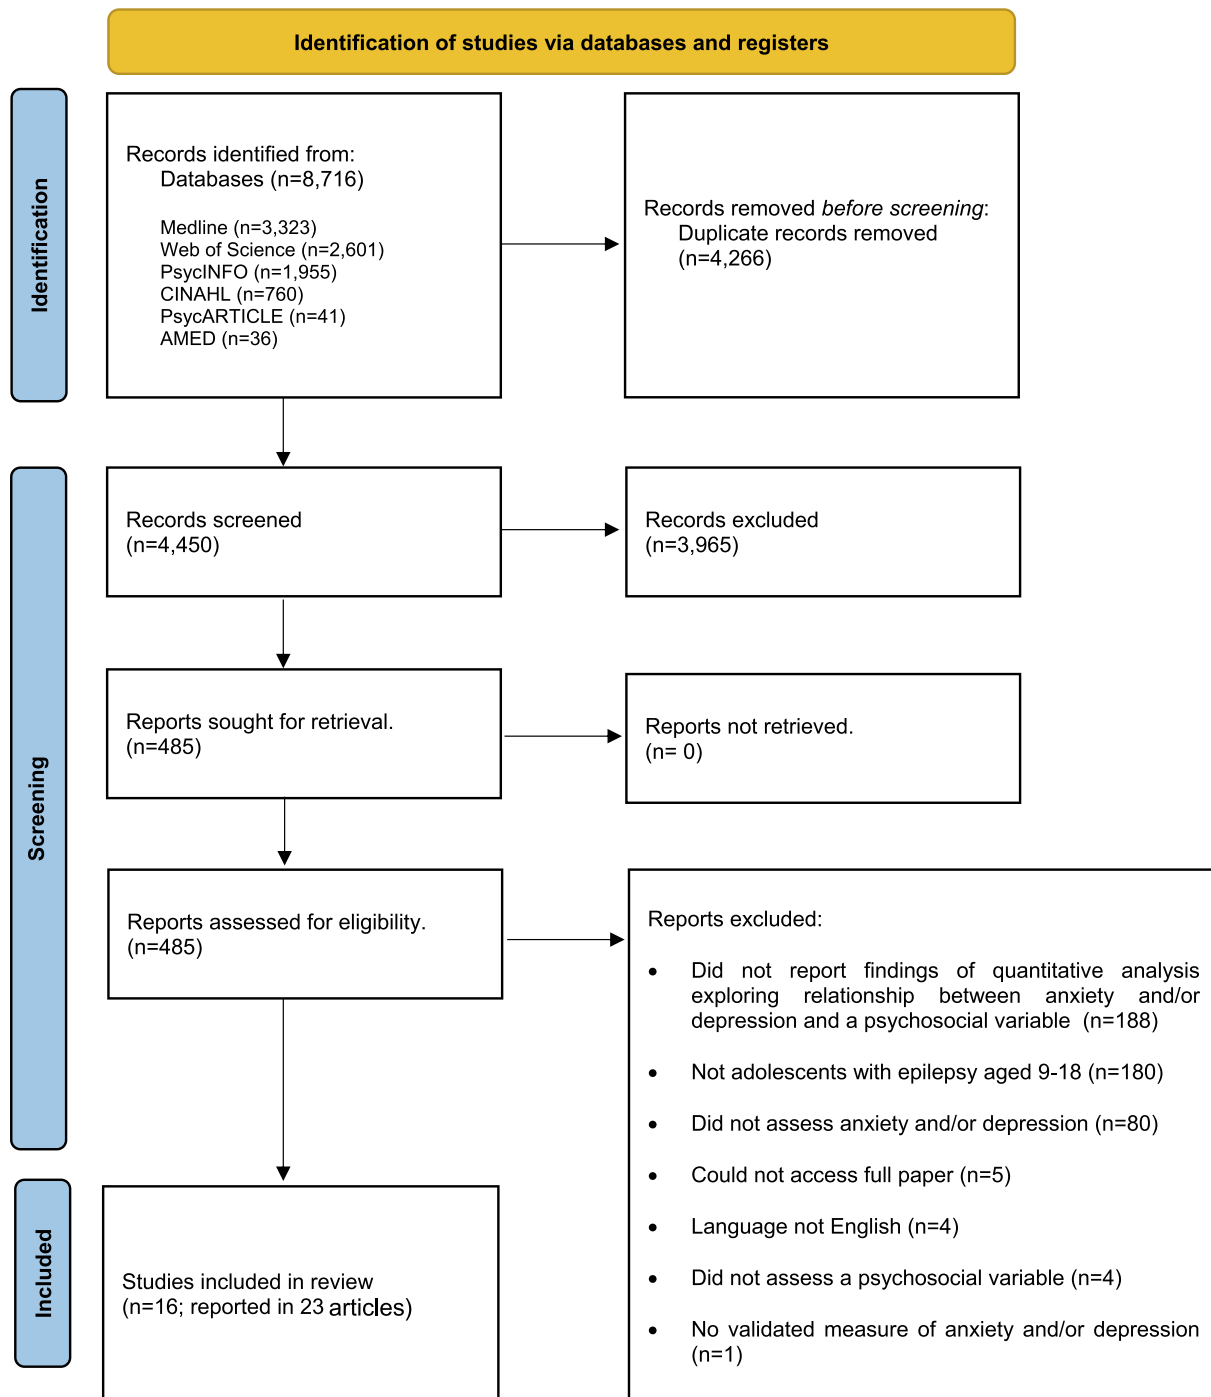 Identification of studies via databases and registers
Identification
Records identified from:
Databases (n=8,716)
Medline (n=3,323)
Web of Science (n=2,601)
PsycINFO (n=1,955)
CINAHL (n=760)
PsycARTICLE (n=41)
AMED (n=36)
Records removed before screening:
Duplicate records removed
(n=4,266)
Screening
Records screened
(n=4,450)
Records excluded
(n=3,965)
Reports sought for retrieval.
(n=485)
Reports not retrieved.
(n= 0)
Reports assessed for eligibility.
(n=485)
Reports excluded:
• Did not report findings of quantitative analysis
exploring relationship between anxiety and/or
depression and a psychosocial variable (n=188)
• Not adolescents with epilepsy aged 9-18 (n=180)
• Did not assess anxiety and/or depression (n=80)
• Could not access full paper (n=5)
• Language not English (n=4)
• Did not assess a psychosocial variable (n=4)
• No validated measure of anxiety and/or depression
(n=1)
Included
Studies included in review
(n=16; reported in 23 articles)